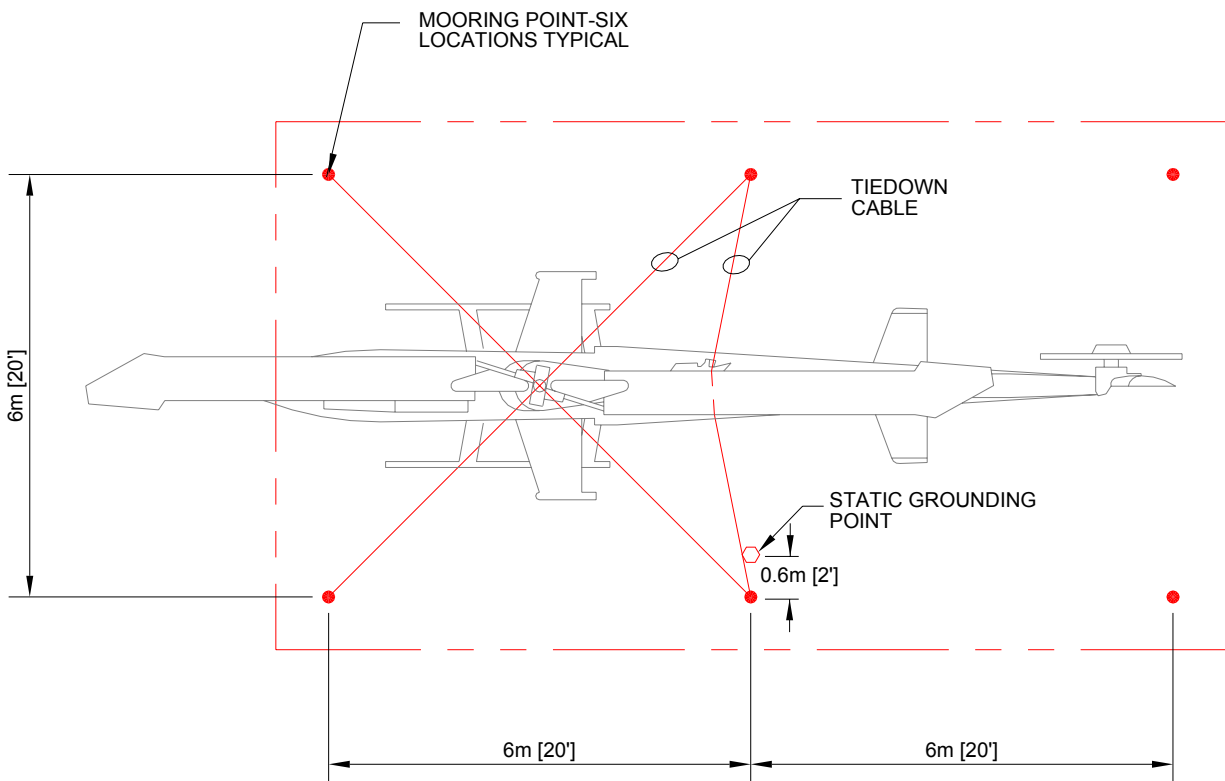 MOORING POINT-SIX
LOCATIONS TYPICAL
TIEDOWN
CABLE
6m [20']
STATIC GROUNDING
POINT
0.6m [2']
6m [20']
6m [20']